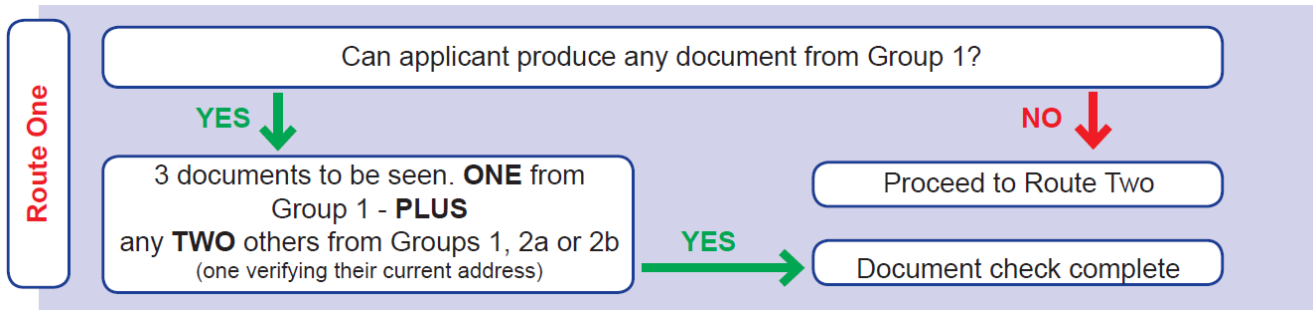 Route One
Can applicant produce any document from Group 1?
YES
NO
3 documents to be seen. ONE from
Group 1 - PLUS
any TWO others from Groups 1, 2a or 2b
(one verifying their current address)
Proceed to Route Two
YES
Document check complete